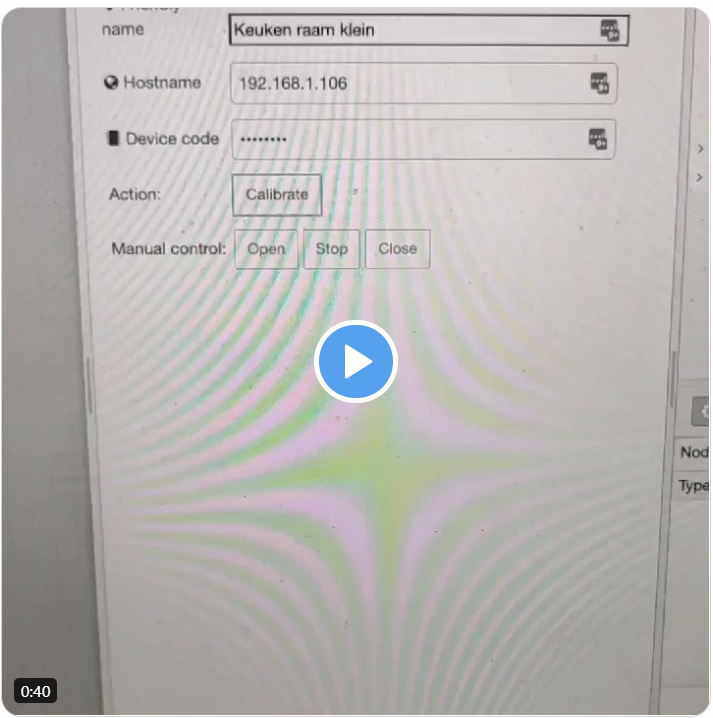 Friendly
name
Keuken raam klein
Hostname
192.168.1.106
Device code
••••••••
Action:
Calibrate
Manual control:
Open
Stop
Close
Nod
Type
0:40